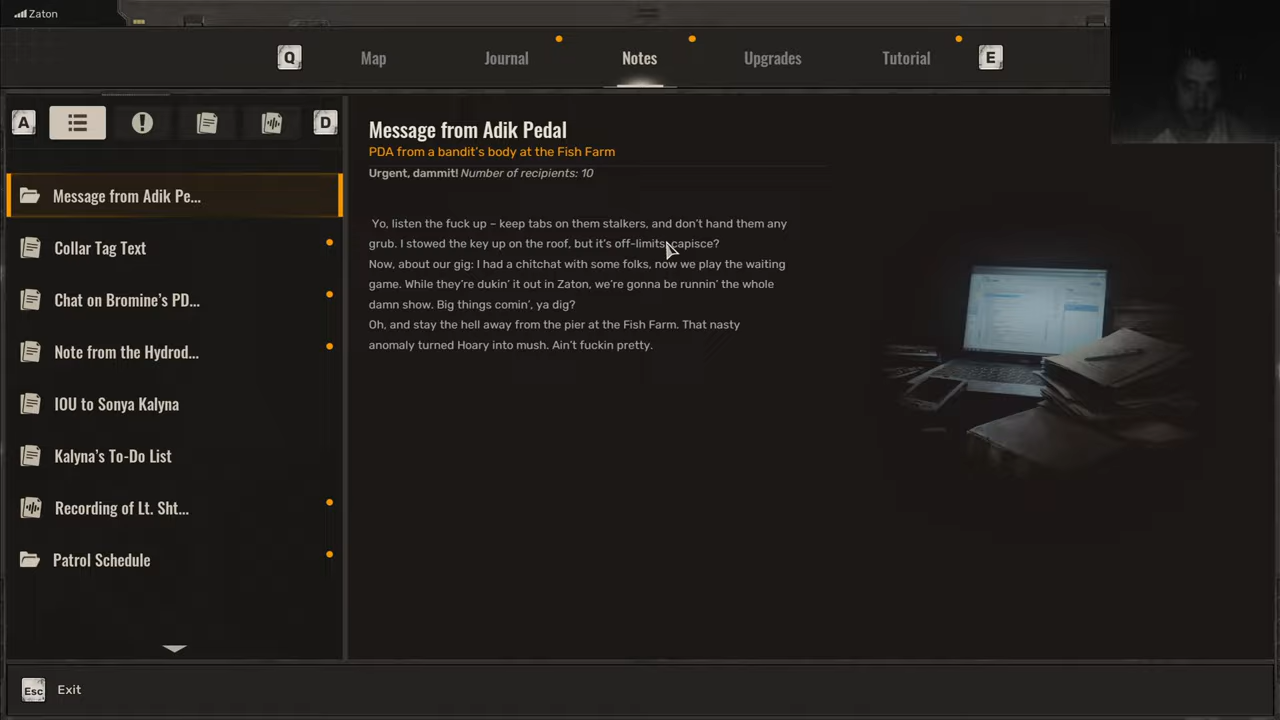 Zaton
Q
Map
Journal
Notes
Upgrades
Tutorial
E
A
D
Message from Adik Pe...
Collar Tag Text
Chat on Bromine's PD...
Note from the Hydrod...
IOU to Sonya Kalyna
Kalyna's To-Do List
Recording of Lt. Sht...
Patrol Schedule
Message from Adik Pedal
PDA from a bandit's body at the Fish Farm
Urgent, dammit! Number of recipients: 10
Yo, listen the fuck up – keep tabs on them stalkers, and don't hand them any
grub. I stowed the key up on the roof, but it's off-limits, capisce?
Now, about our gig: I had a chitchat with some folks, now we play the waiting
game. While they're dukin' it out in Zaton, we're gonna be runnin' the whole
damn show. Big things comin', ya dig?
Oh, and stay the hell away from the pier at the Fish Farm. That nasty
anomaly turned Hoary into mush. Ain't fuckin pretty.
Esc
Exit